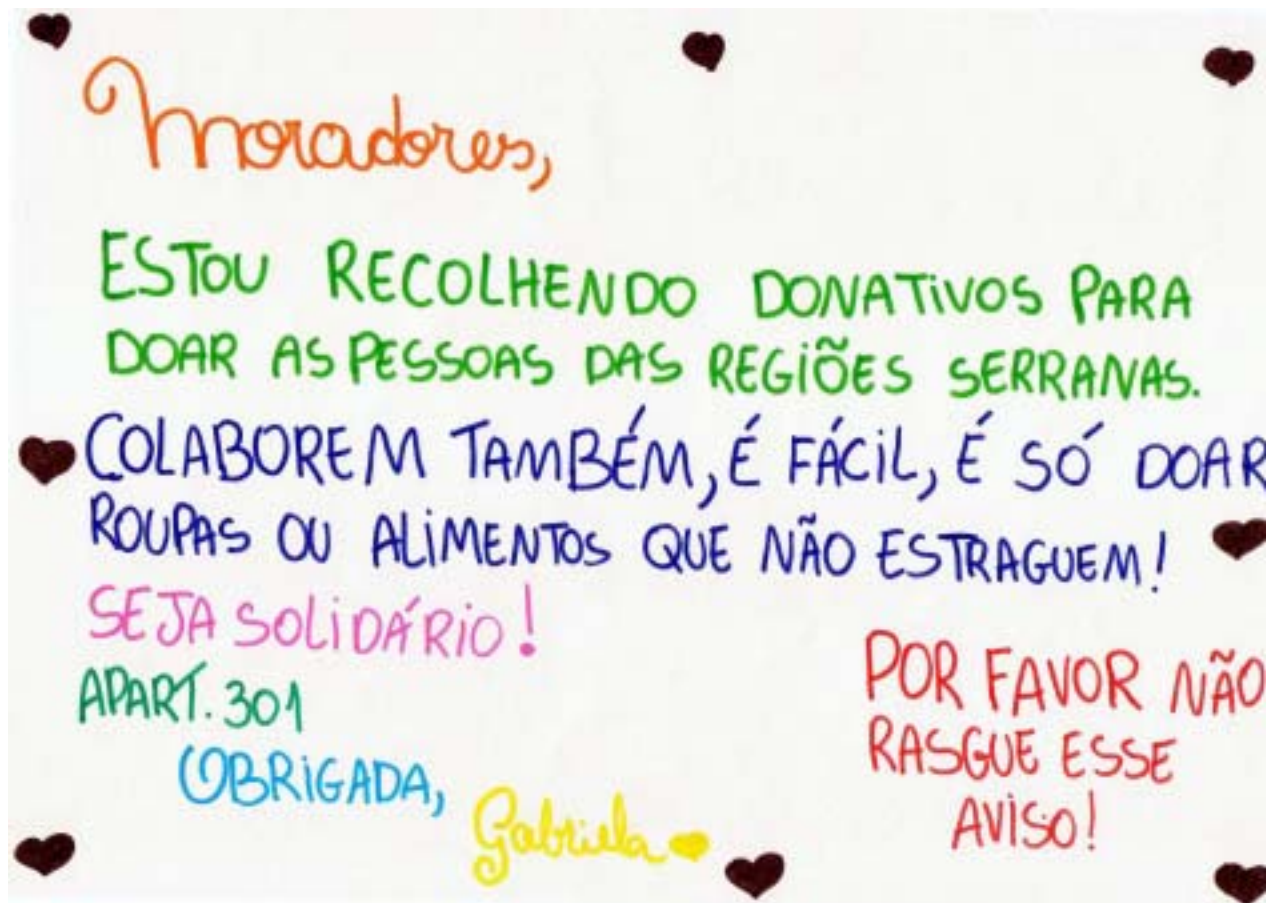 Moradores,
ESTOU RECOLHENDO DONATIVOS PARA
DOAR AS PESSOAS DAS REGIÕES SERRANAS.
COLABOREM TAMBÉM, É FÁCIL, É SÓ DOAR
ROUPAS OU ALIMENTOS QUE NÃO ESTRAGUEM!
SEJA SOLIDÁRIO!
APART. 301
OBRIGADA,
Gabriela
POR FAVOR NÃO
RASGUE ESSE
AVISO!